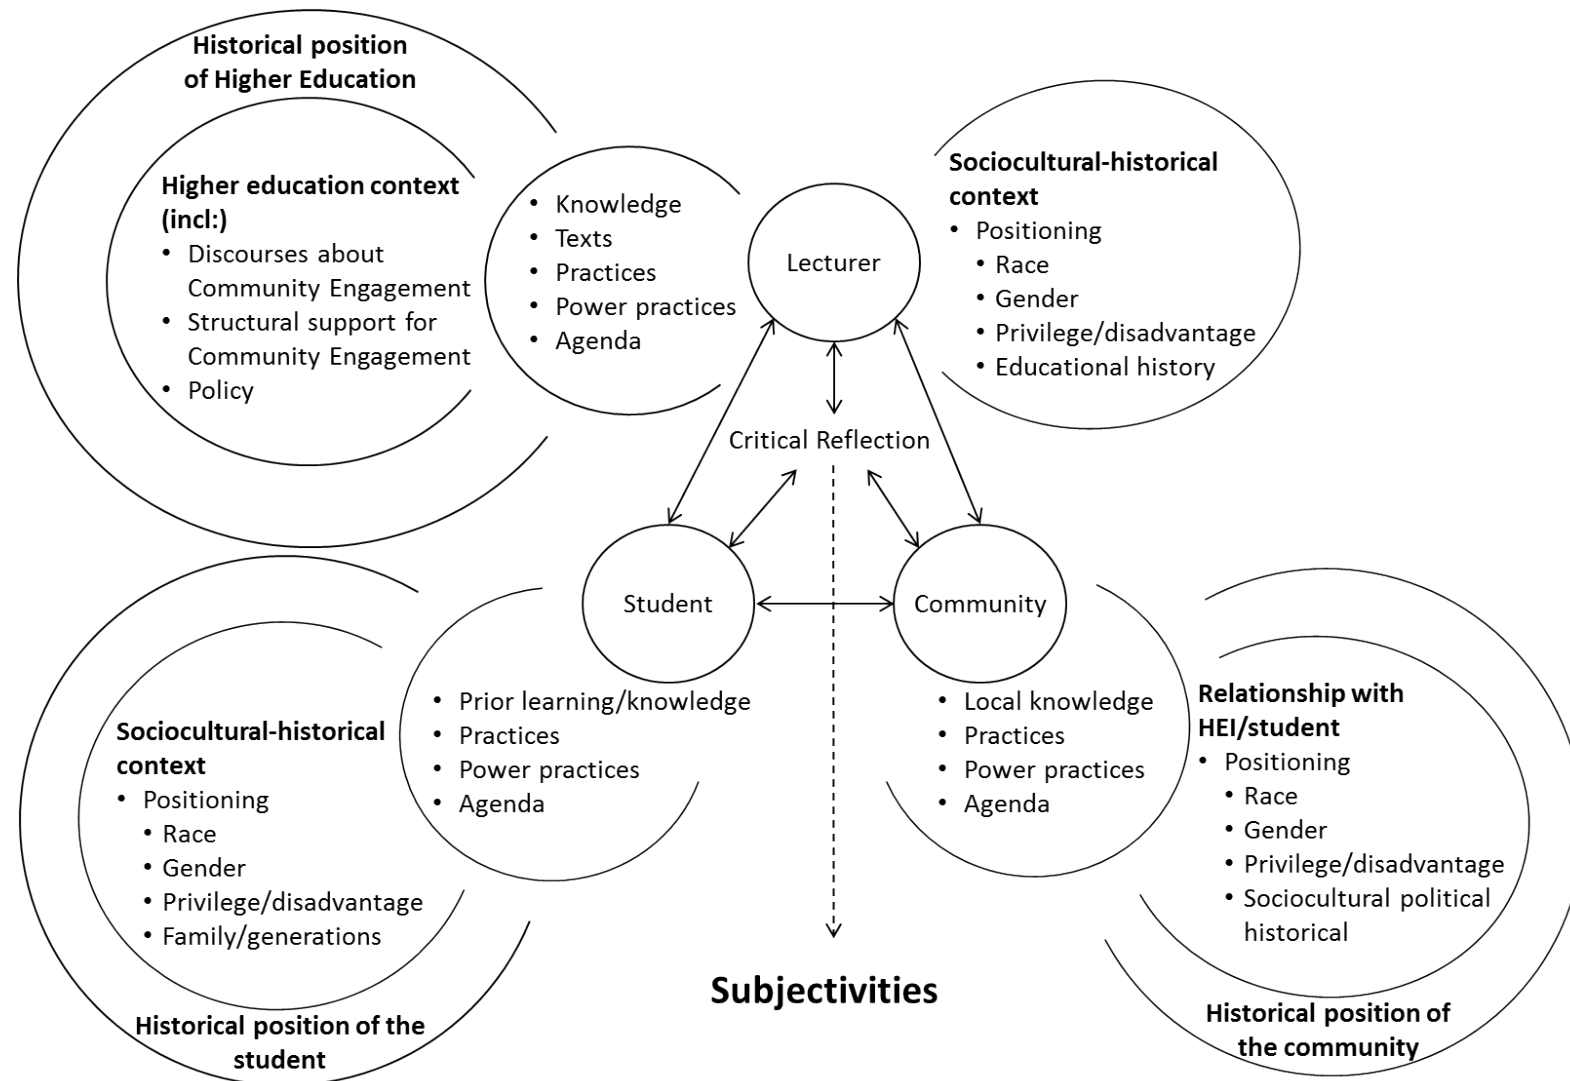 Historical position
of Higher Education
Higher education context
(incl:)
• Discourses about
Community Engagement
• Structural support for
Community Engagement
• Policy
• Knowledge
• Texts
• Practices
• Power practices
• Agenda
Lecturer
Sociocultural-historical
context
• Positioning
• Race
• Gender
• Privilege/disadvantage
• Educational history
Critical Reflection
Student
Community
• Prior learning/knowledge
• Practices
• Power practices
• Agenda
• Local knowledge
• Practices
• Power practices
• Agenda
Sociocultural-historical
context
• Positioning
• Race
• Gender
• Privilege/disadvantage
• Family/generations
Historical position of the
student
Relationship with
HEI/student
• Positioning
• Race
• Gender
• Privilege/disadvantage
• Sociocultural political
historical
Historical position of
the community
Subjectivities